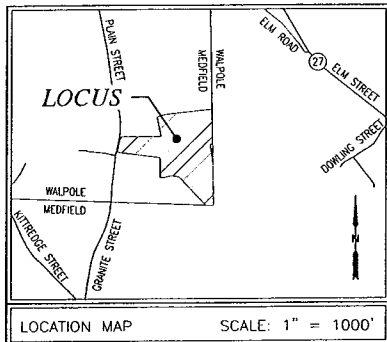 PLAIN STREET
MEDFIELD
WALPOLE
ELM ROAD
27
ELM STREET
LOCUS
DOWLING STREET
WALPOLE
MEDFIELD
KITTREDGE STREET
GRANITE STREET
N
LOCATION MAP SCALE: 1" = 1000'